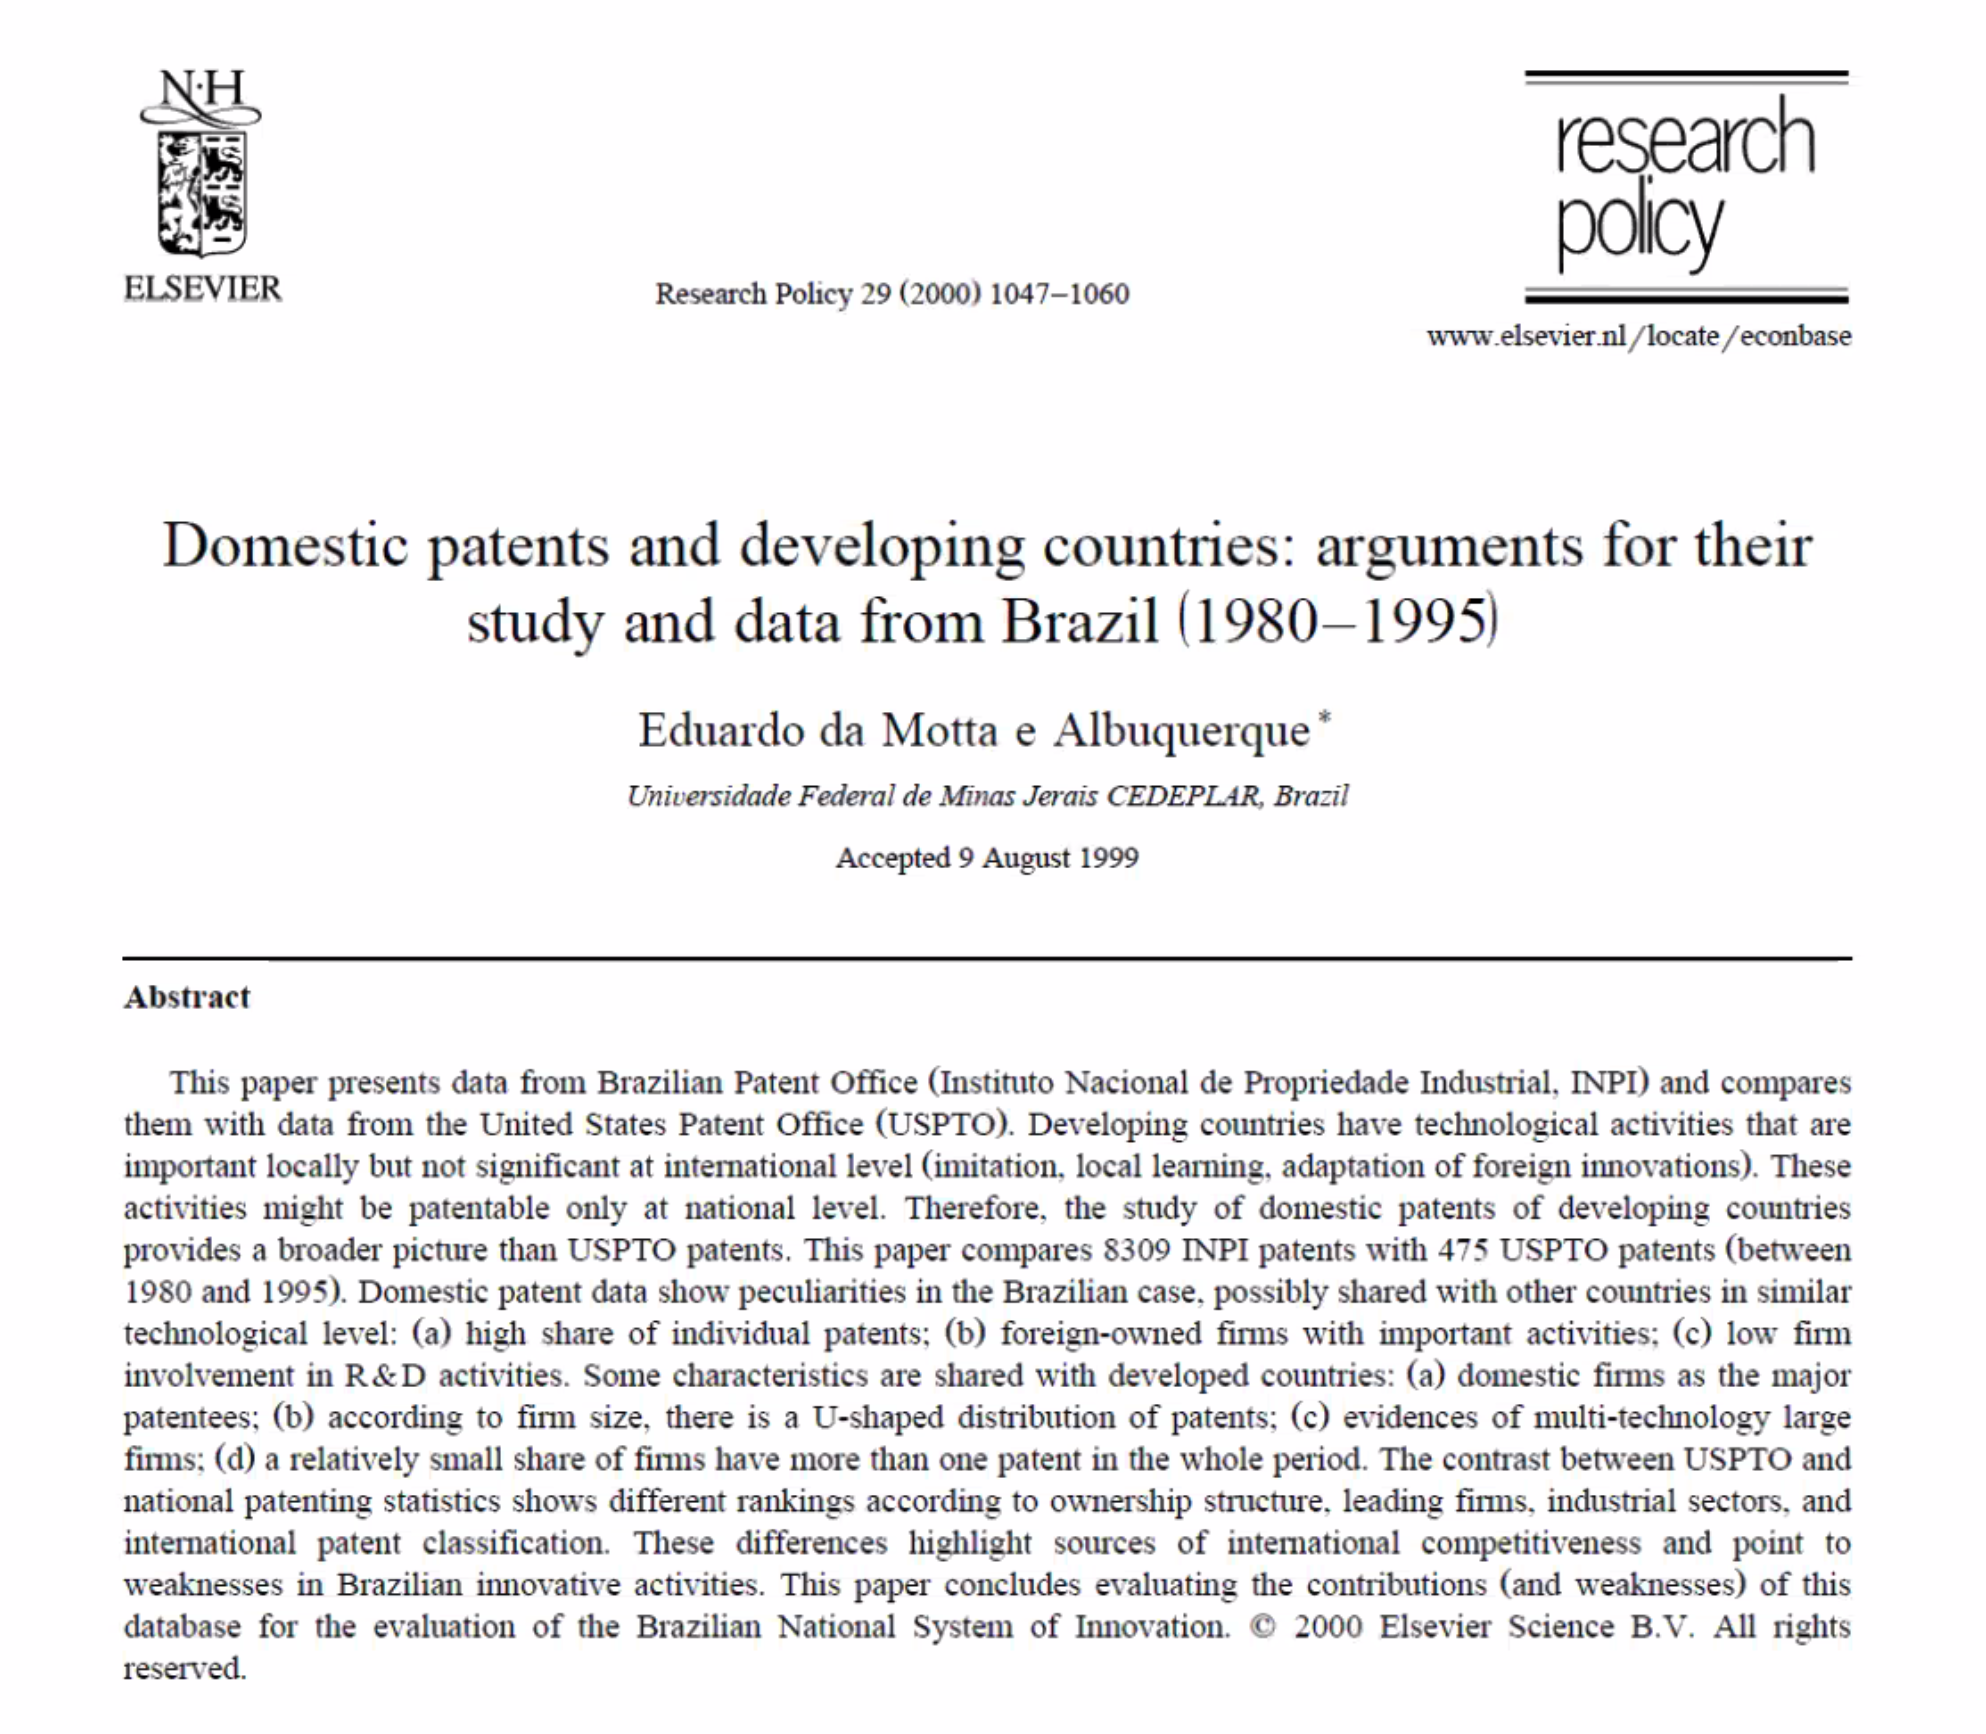 N·H
ELSEVIER
research
policy
Research Policy 29 (2000) 1047–1060
www.elsevier.nl/locate/econbase
Domestic patents and developing countries: arguments for their
study and data from Brazil (1980–1995)
Eduardo da Motta e Albuquerque *
Universidade Federal de Minas Jerais CEDEPLAR, Brazil
Accepted 9 August 1999
Abstract
This paper presents data from Brazilian Patent Office (Instituto Nacional de Propriedade Industrial, INPI) and compares
them with data from the United States Patent Office (USPTO). Developing countries have technological activities that are
important locally but not significant at international level (imitation, local learning, adaptation of foreign innovations). These
activities might be patentable only at national level. Therefore, the study of domestic patents of developing countries
provides a broader picture than USPTO patents. This paper compares 8309 INPI patents with 475 USPTO patents (between
1980 and 1995). Domestic patent data show peculiarities in the Brazilian case, possibly shared with other countries in similar
technological level: (a) high share of individual patents; (b) foreign-owned firms with important activities; (c) low firm
involvement in R&D activities. Some characteristics are shared with developed countries: (a) domestic firms as the major
patentees; (b) according to firm size, there is a U-shaped distribution of patents; (c) evidences of multi-technology large
firms; (d) a relatively small share of firms have more than one patent in the whole period. The contrast between USPTO and
national patenting statistics shows different rankings according to ownership structure, leading firms, industrial sectors, and
international patent classification. These differences highlight sources of international competitiveness and point to
weaknesses in Brazilian innovative activities. This paper concludes evaluating the contributions (and weaknesses) of this
database for the evaluation of the Brazilian National System of Innovation. © 2000 Elsevier Science B.V. All rights
reserved.